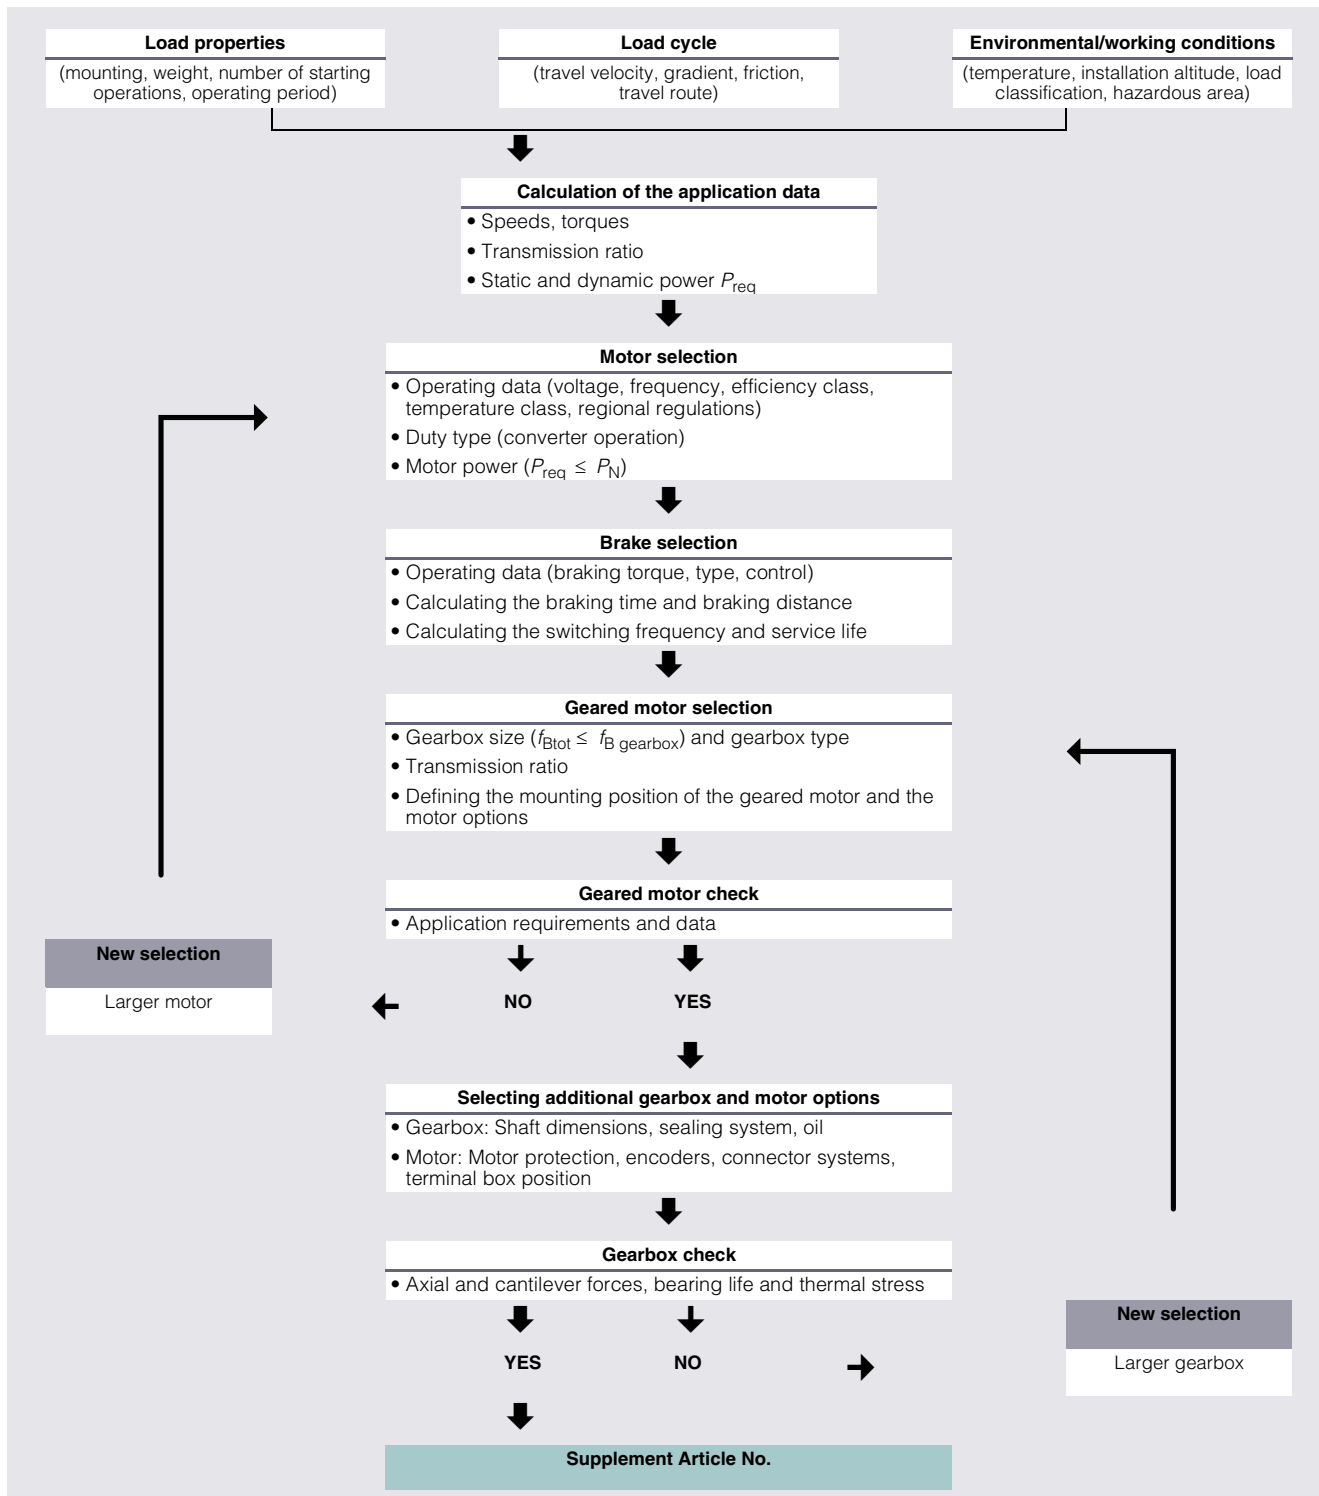 Load properties
(mounting, weight, number of starting
operations, operating period)
Load cycle
(travel velocity, gradient, friction,
travel route)
Environmental/working conditions
(temperature, installation altitude, load
classification, hazardous area)
Calculation of the application data
• Speeds, torques
• Transmission ratio
• Static and dynamic power Preq
Motor selection
• Operating data (voltage, frequency, efficiency class,
temperature class, regional regulations)
• Duty type (converter operation)
• Motor power (Preq ≤ PN)
Brake selection
• Operating data (braking torque, type, control)
• Calculating the braking time and braking distance
• Calculating the switching frequency and service life
Geared motor selection
• Gearbox size (fBtot ≤ fB gearbox) and gearbox type
• Transmission ratio
• Defining the mounting position of the geared motor and the
motor options
Geared motor check
• Application requirements and data
New selection
Larger motor
NO
YES
Selecting additional gearbox and motor options
• Gearbox: Shaft dimensions, sealing system, oil
• Motor: Motor protection, encoders, connector systems,
terminal box position
Gearbox check
• Axial and cantilever forces, bearing life and thermal stress
YES
NO
New selection
Larger gearbox
Supplement Article No.